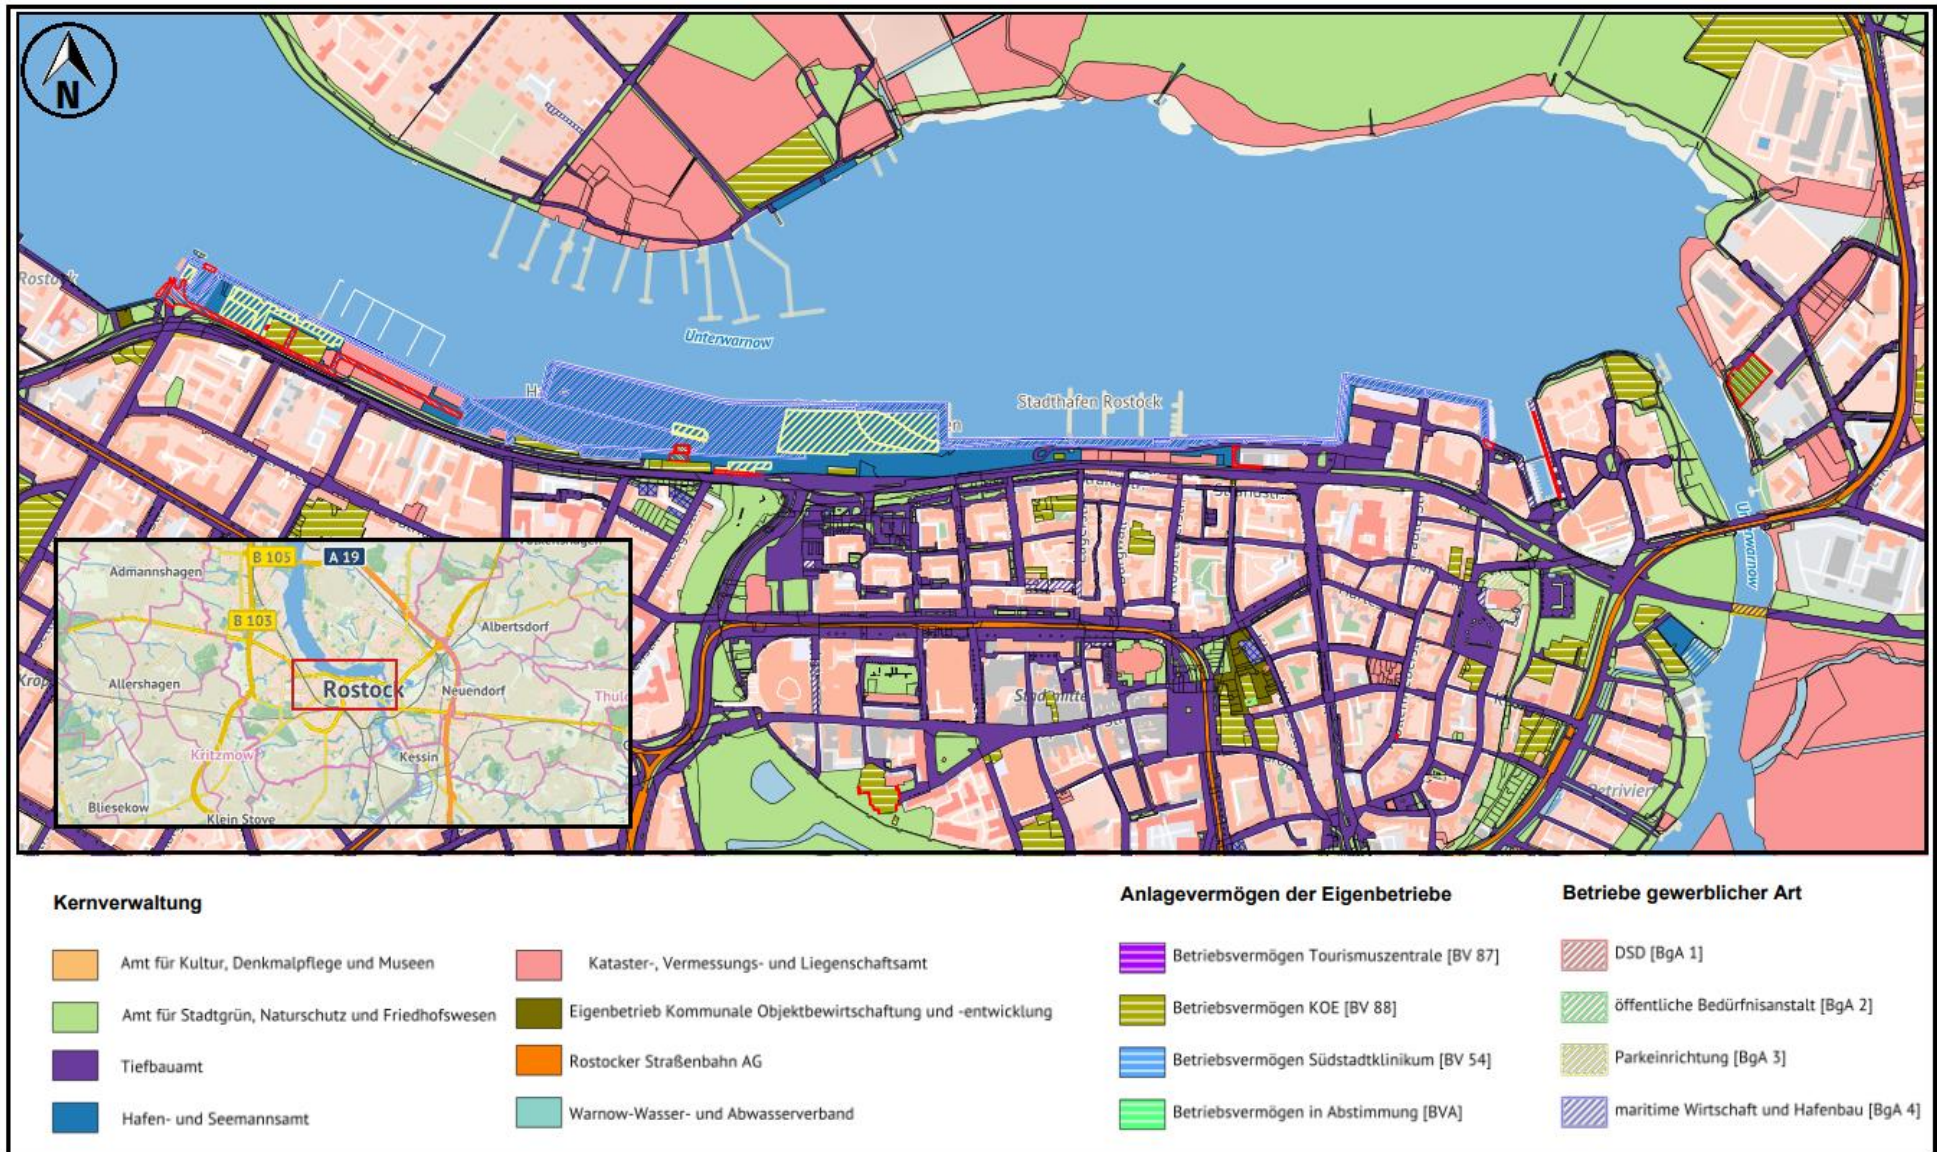 N
Rostock
Unterwarnow
Stadthafen Rostock
Unterwarnow
Stadtmitte
Petrivier
B 105
A 19
Admannshagen
B 103
Albertsdorf
Allershagen
Rostock
Neuendorf
Kritzmow
Kessin
Bliesekow
Klein Stove
Kernverwaltung
Amt für Kultur, Denkmalpflege und Museen
Amt für Stadtgrün, Naturschutz und Friedhofswesen
Tiefbauamt
Hafen- und Seemannsamt
Kataster-, Vermessungs- und Liegenschaftsamt
Eigenbetrieb Kommunale Objektbewirtschaftung und -entwicklung
Rostocker Straßenbahn AG
Warnow-Wasser- und Abwasserverband
Anlagevermögen der Eigenbetriebe
Betriebsvermögen Tourismuszentrale [BV 87]
Betriebsvermögen KOE [BV 88]
Betriebsvermögen Südstadtklinikum [BV 54]
Betriebsvermögen in Abstimmung [BVA]
Betriebe gewerblicher Art
DSD [BgA 1]
öffentliche Bedürfnisanstalt [BgA 2]
Parkeinrichtung [BgA 3]
maritime Wirtschaft und Hafenbau [BgA 4]